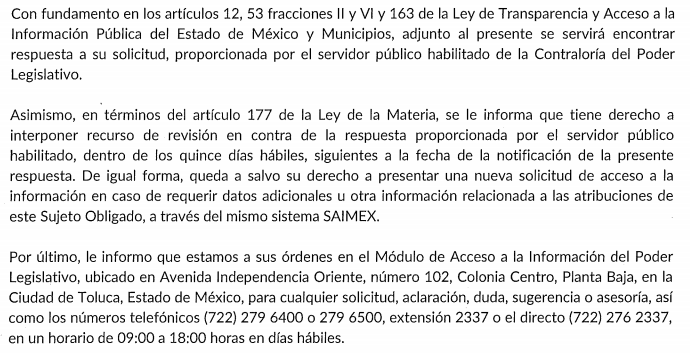 Con fundamento en los artículos 12, 53 fracciones II y VI y 163 de la Ley de Transparencia y Acceso a la
Información Pública del Estado de México y Municipios, adjunto al presente se servirá encontrar
respuesta a su solicitud, proporcionada por el servidor público habilitado de la Contraloría del Poder
Legislativo.
Asimismo, en términos del artículo 177 de la Ley de la Materia, se le informa que tiene derecho a
interponer recurso de revisión en contra de la respuesta proporcionada por el servidor público
habilitado, dentro de los quince días hábiles, siguientes a la fecha de la notificación de la presente
respuesta. De igual forma, queda a salvo su derecho a presentar una nueva solicitud de acceso a la
información en caso de requerir datos adicionales u otra información relacionada a las atribuciones de
este Sujeto Obligado, a través del mismo sistema SAIMEX.
Por último, le informo que estamos a sus órdenes en el Módulo de Acceso a la Información del Poder
Legislativo, ubicado en Avenida Independencia Oriente, número 102, Colonia Centro, Planta Baja, en la
Ciudad de Toluca, Estado de México, para cualquier solicitud, aclaración, duda, sugerencia o asesoría, así
como los números telefónicos (722) 279 6400 o 279 6500, extensión 2337 o el directo (722) 276 2337,
en un horario de 09:00 a 18:00 horas en días hábiles.